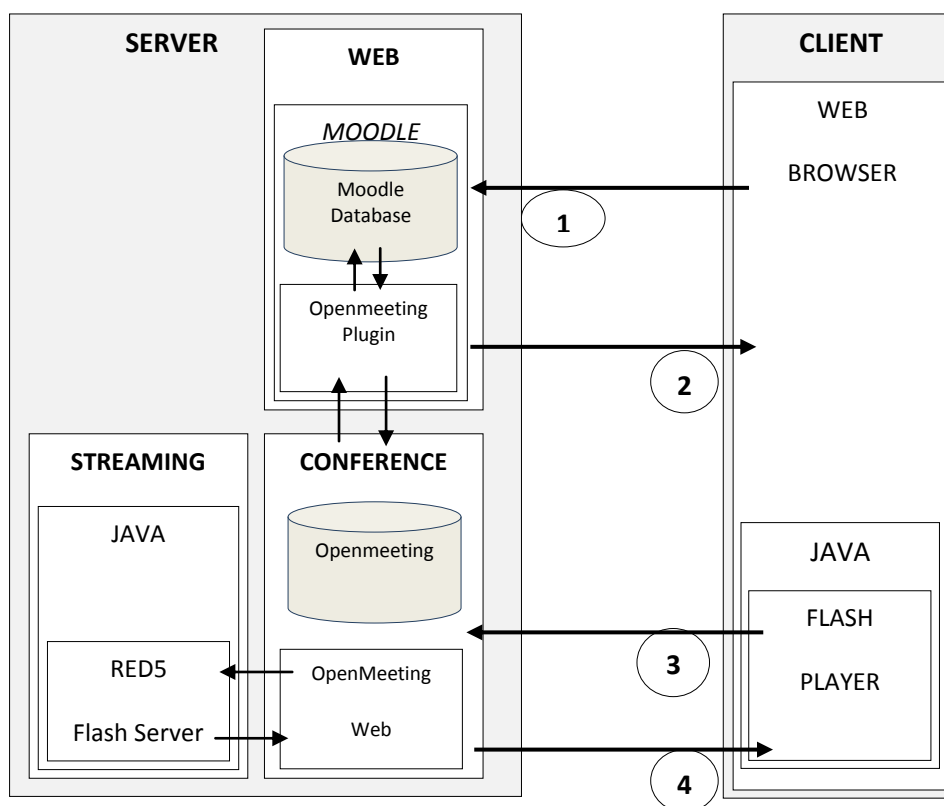 SERVER
WEB
MOODLE
Moodle
Database
Openmeeting
Plugin
STREAMING
JAVA
RED5
Flash Server
CONFERENCE
Openmeeting
OpenMeeting
Web
1
2
3
4
CLIENT
WEB
BROWSER
JAVA
FLASH
PLAYER